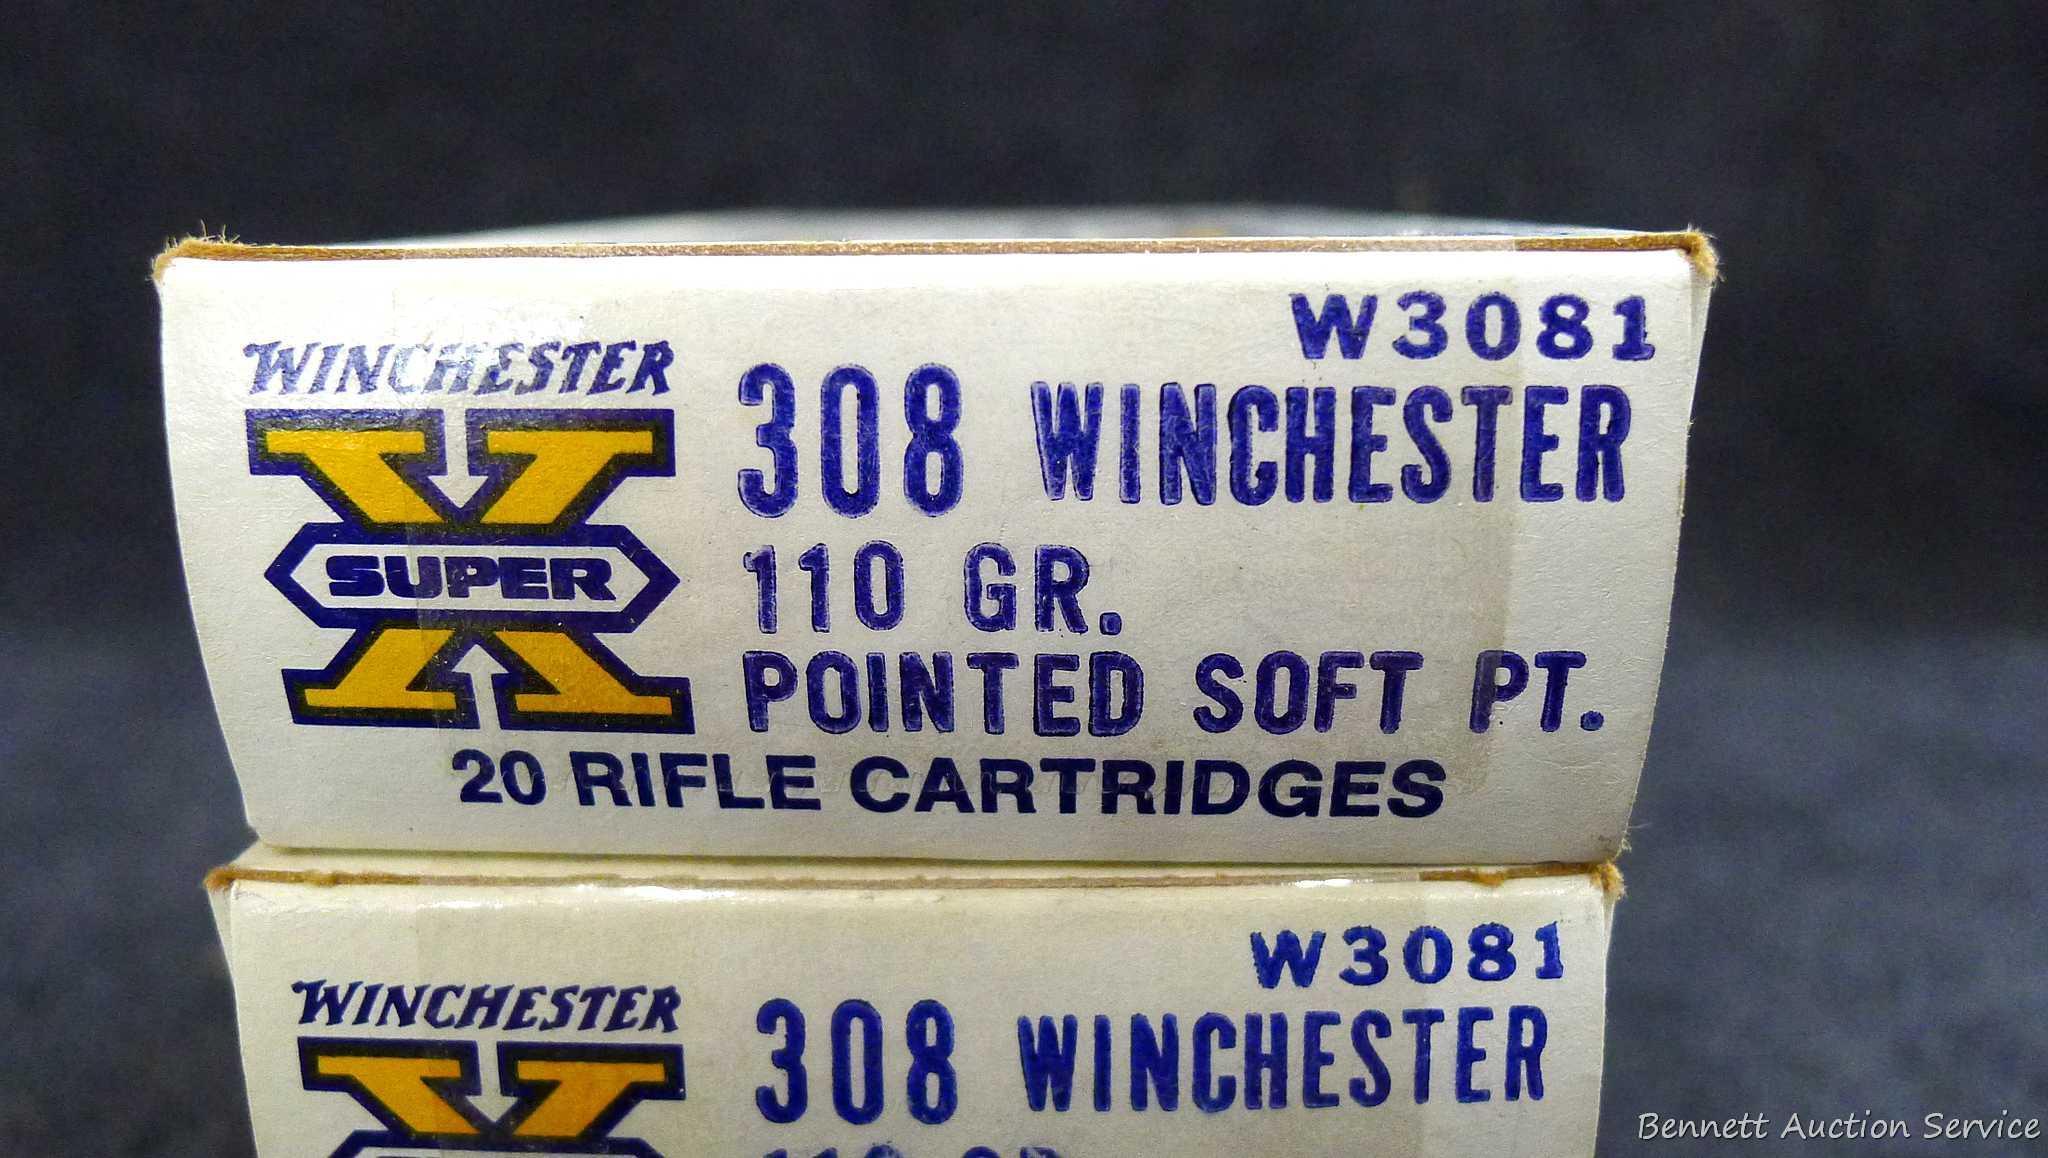 WINCHESTER
SUPER X
W3081
308 WINCHESTER
110 GR.
POINTED SOFT PT.
20 RIFLE CARTRIDGES
WINCHESTER
X
W3081
308 WINCHESTER
Bennett Auction Service